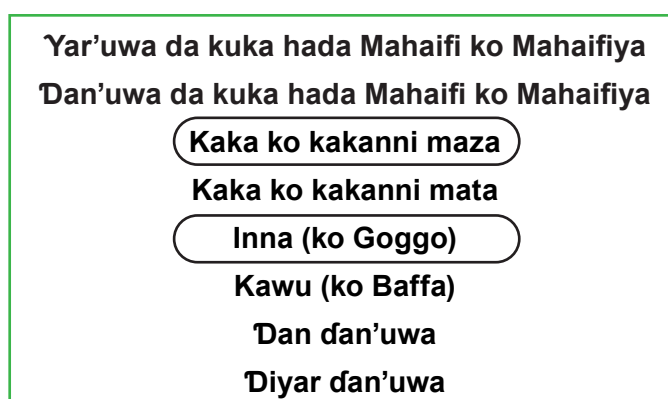 Ƴar’uwa da kuka hada Mahaifi ko Mahaifiya
Ɗan’uwa da kuka hada Mahaifi ko Mahaifiya
Kaka ko kakanni maza
Kaka ko kakanni mata
Inna (ko Goggo)
Kawu (ko Baffa)
Ɗan ɗan’uwa
Ɗiyar ɗan’uwa